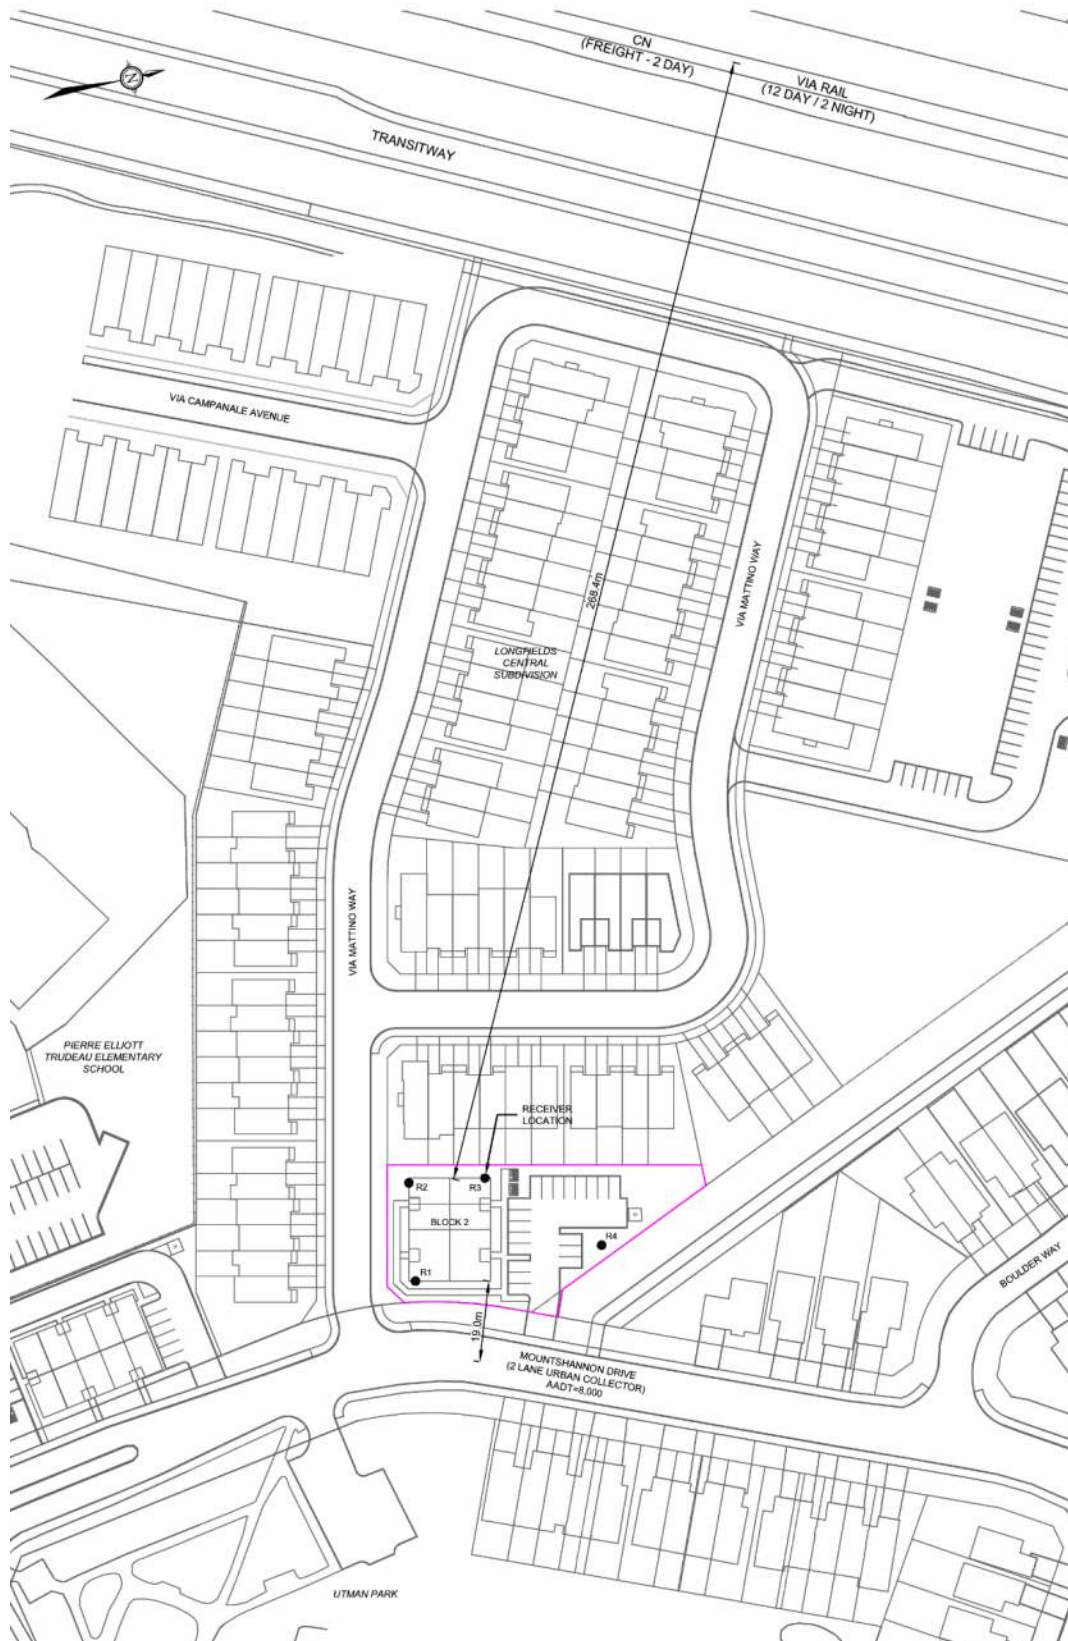 CN
(FREIGHT - 2 DAY)
VIA RAIL
(12 DAY / 2 NIGHT)
N
TRANSITWAY
VIA CAMPANALE AVENUE
268.4m
VIA MATTINO WAY
LONGFIELDS
CENTRAL
SUBDIVISION
VIA MATTINO WAY
PIERRE ELLIOTT
TRUDEAU ELEMENTARY
SCHOOL
RECEIVER
LOCATION
R2
R3
BLOCK 2
R4
R1
BOULDER WAY
19.0m
MOUNTSHANNON DRIVE
(2 LANE URBAN COLLECTOR)
AADT=8,000
UTMAN PARK